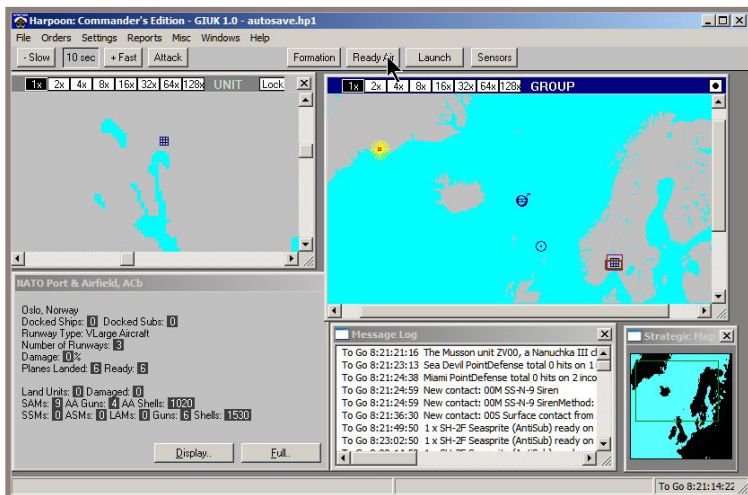 Harpoon: Commander's Edition - GIUK 1.0 - autosave.hp1
File Orders Settings Reports Misc Windows Help
- Slow 10 sec + Fast Attack Formation Ready Air Launch Sensors
1x 2x 4x 8x 16x 32x 64x 128x UNIT Lock
1x 2x 4x 8x 16x 32x 64x 128x GROUP
NATO Port & Airfield, ACb
Oslo, Norway
Docked Ships: 0 Docked Subs: 0
Runway Type: VLarge Aircraft
Number of Runways: 3
Damage: 0%
Planes Landed: 6 Ready: 6
Land Units: 0 Damaged: 0
SAMs: 9 AA Guns: 4 AA Shells: 1020
SSMs: 0 ASMs: 0 LAMs: 0 Guns: 6 Shells: 1530
Display.. Full..
Message Log
To Go 8:21:21:16 The Musson unit ZV00, a Nanuchka III cl
To Go 8:21:23:13 Sea Devil PointDefense total 0 hits on 1
To Go 8:21:24:38 Miami PointDefense total 0 hits on 2 inco
To Go 8:21:24:59 New contact: 00M SS-N-9 Siren
To Go 8:21:24:59 New contact: 00M SS-N-9 SirenMethod:
To Go 8:21:36:30 New contact: 00S Surface contact from
To Go 8:21:49:50 1 x SH-2F Seasprite (AntiSub) ready on
To Go 8:23:02:50 1 x SH-2F Seasprite (AntiSub) ready on
Strategic Map
To Go 8:21:14:22